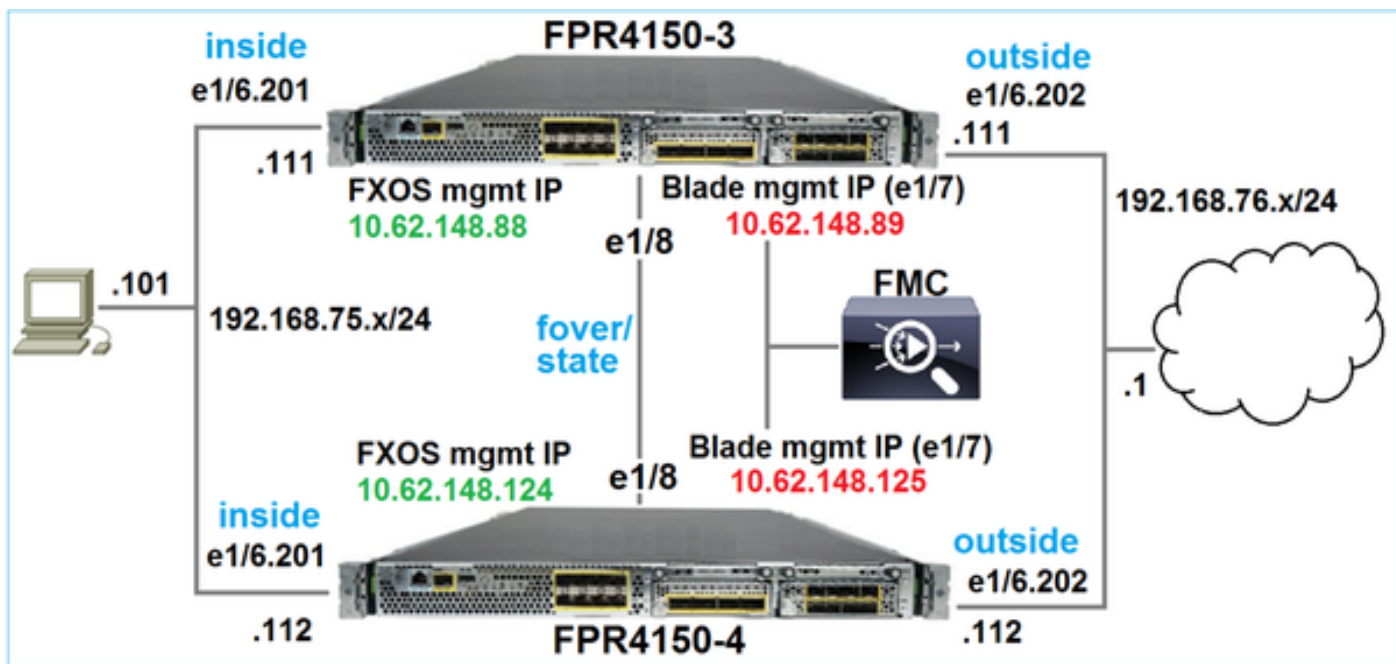 FPR4150-3
inside
e1/6.201
outside
e1/6.202
.111
.111
FXOS mgmt IP
10.62.148.88
Blade mgmt IP (e1/7)
10.62.148.89
192.168.76.x/24
e1/8
FMC
.101
192.168.75.x/24
fover/
state
.1
FXOS mgmt IP
10.62.148.124
Blade mgmt IP (e1/7)
10.62.148.125
e1/8
inside
e1/6.201
outside
e1/6.202
.112
.112
FPR4150-4